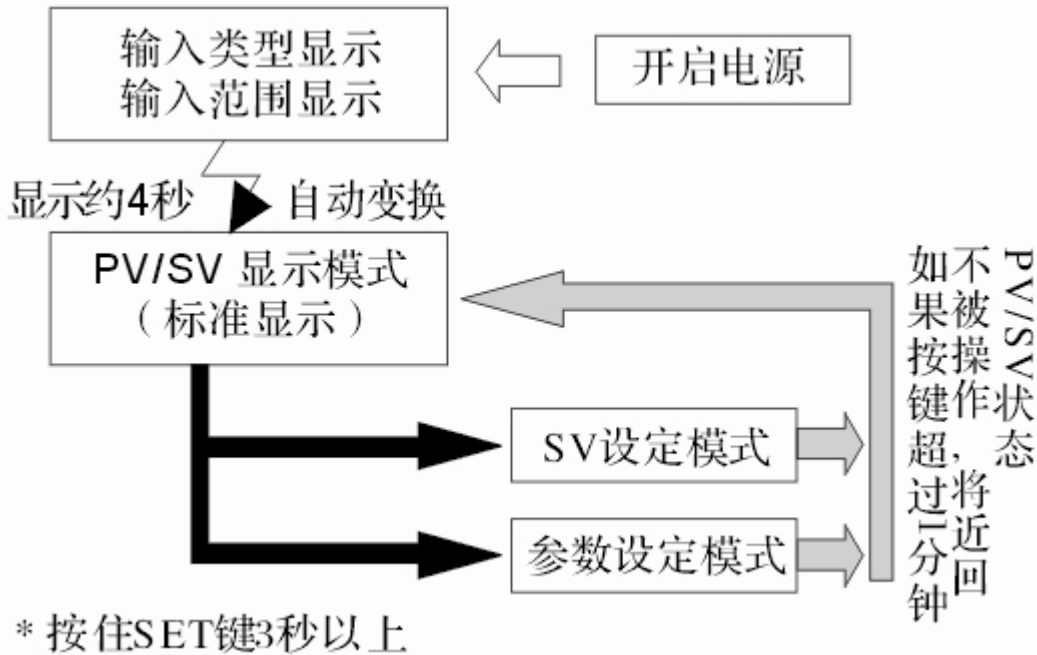 输入类型显示
输入范围显示
开启电源
显示约4秒
自动变换
PV/SV 显示模式
（标准显示）
SV设定模式
参数设定模式
如果按键超过1分钟
不被操作，将近回
PV/SV状态
*按住SET键3秒以上